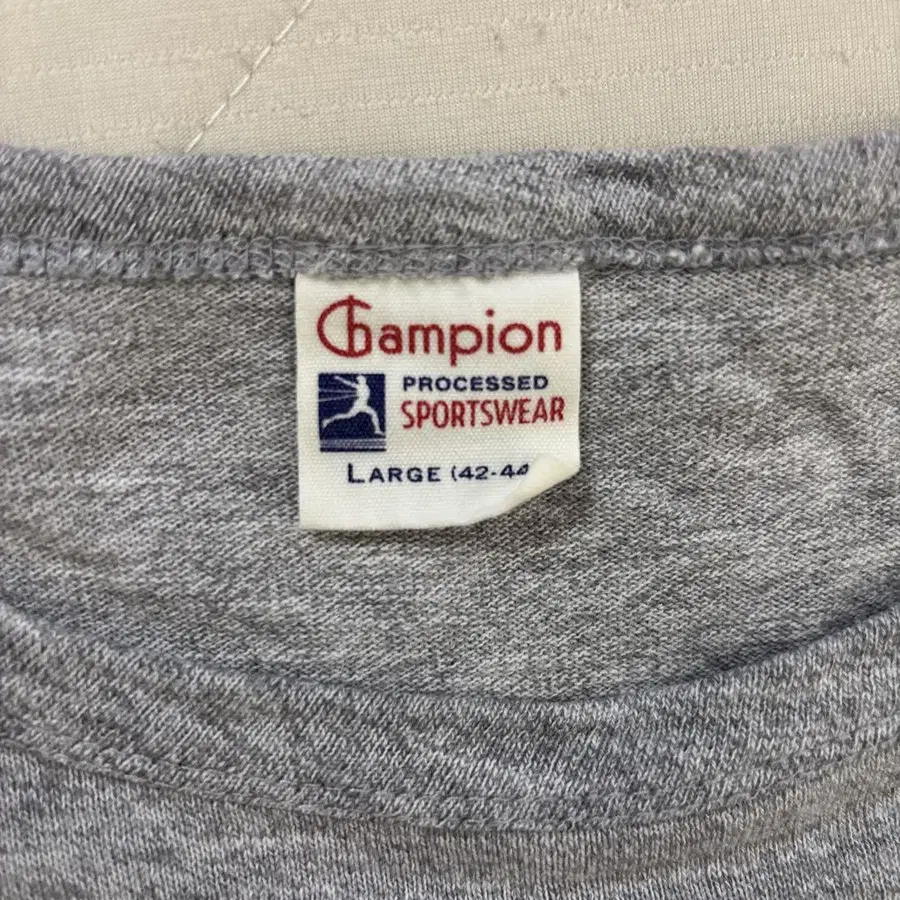 Champion
PROCESSED
SPORTSWEAR
LARGE (42-44